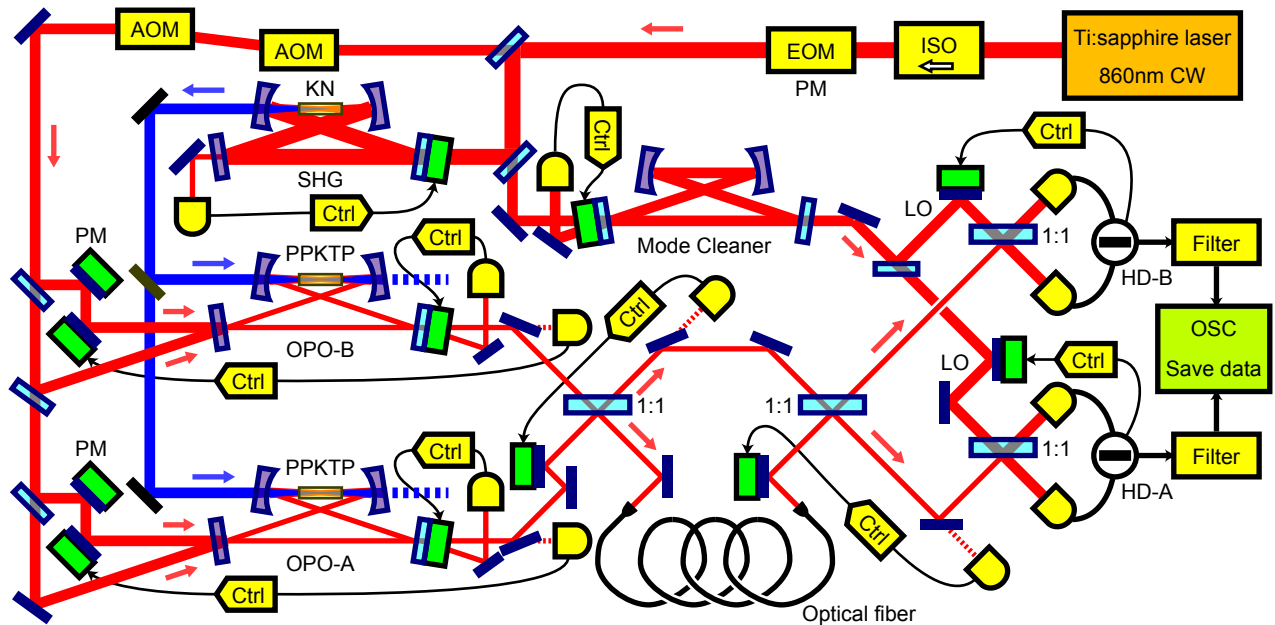 AOM
AOM
EOM
PM
ISO
Ti:sapphire laser
860nm CW
KN
SHG
Ctrl
Ctrl
Mode Cleaner
Ctrl
LO
1:1
HD-B
Filter
PM
PPKTP
Ctrl
OPO-B
Ctrl
Ctrl
OSC
Save data
LO
Ctrl
1:1
1:1
PM
PPKTP
Ctrl
OPO-A
Ctrl
Ctrl
1:1
HD-A
Filter
Optical fiber